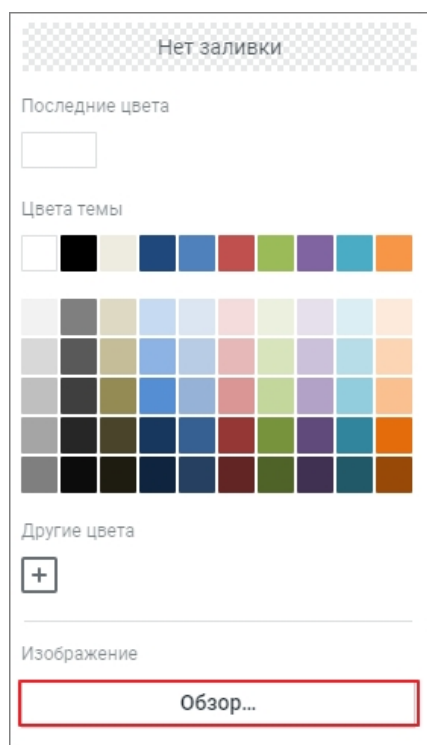 Нет заливки
Последние цвета
Цвета темы
Другие цвета
+
Изображение
Обзор...